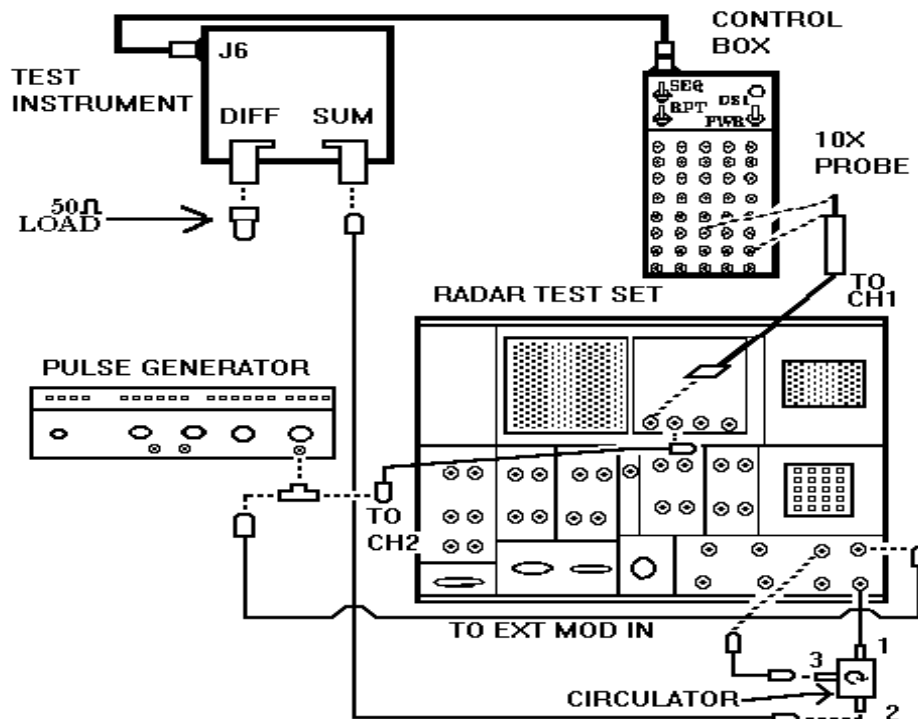 CONTROL
BOX
J6
TEST
INSTRUMENT
DIFF SUM
SEQ
RPT
PWR
10X
PROBE
50Ω
LOAD
TO
CH1
RADAR TEST SET
PULSE GENERATOR
TO
CH2
TO EXT MOD IN
1
3
CIRCULATOR
2